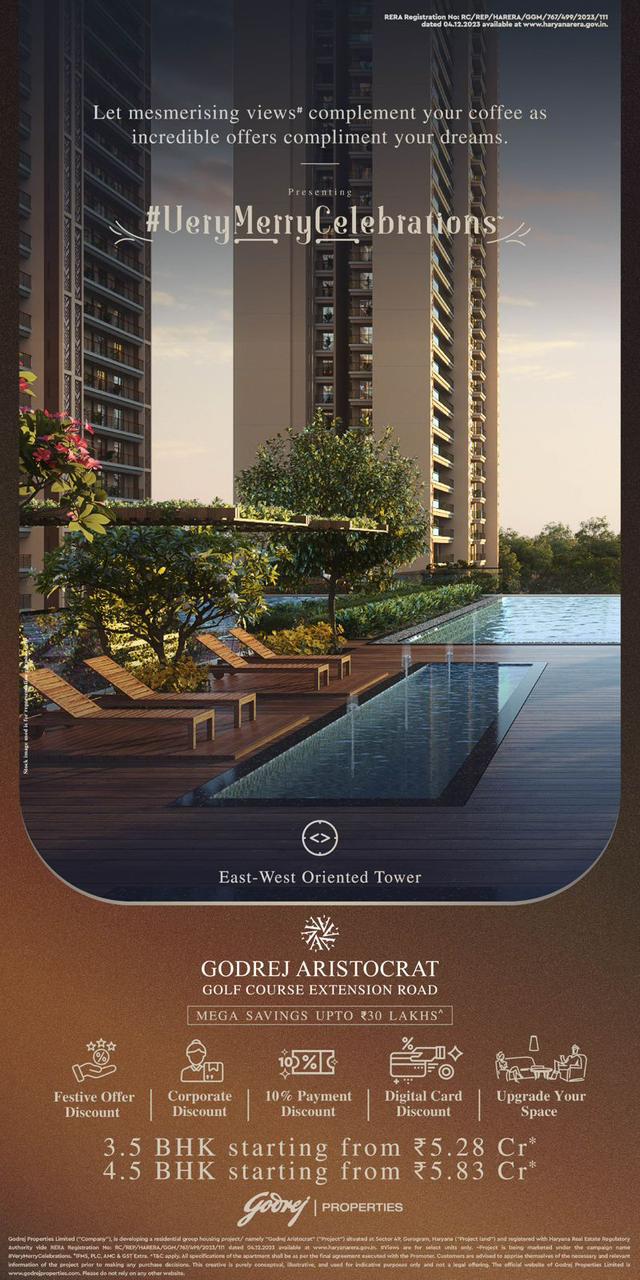 RERA Registration No: RC/REP/HARERA/GGM/767/499/2023/111
dated 04.12.2023 available at www.haryanarera.gov.in.
Let mesmerising views# complement your coffee as
incredible offers compliment your dreams.
Presenting
#VeryMerryCelebrations~
Stock image used is for
East-West Oriented Tower
GODREJ ARISTOCRAT
GOLF COURSE EXTENSION ROAD
MEGA SAVINGS UPTO ₹30 LAKHS^
10 %
Festive Offer
Discount
Corporate
Discount
10% Payment
Discount
Digital Card
Discount
Upgrade Your
Space
3.5 BHK starting from ₹5.28 Cr*
4.5 BHK starting from ₹5.83 Cr*
Godrej | PROPERTIES
Godrej Properties Limited ("Company"), is developing a residential group housing project/ namely "Godrej Aristocrat" ("Project") situated at Sector 49, Gurugram, Haryana ("Project land") and registered with Haryana Real Estate Regulatory
Authority vide RERA Registration No: RC/REP/HARERA/GGM/767/499/2023/111 dated 04.12.2023 available at www.haryanarera.gov.in. #Views are for select units only. ~Project is being marketed under the campaign name
#VeryMerryCelebrations. *IFMS, PLC, AMC & GST Extra. ^T&C apply. All specifications of the apartment shall be as per the final agreement executed with the Promoter. Customers are advised to apprise themselves of the necessary and relevant
information of the project prior to making any purchase decisions. This creative is purely conceptual, illustrative, and used for indicative purposes only and not a legal offering. The official website of Godrej Properties Limited is
www.godrejproperties.com. Please do not rely on any other website.